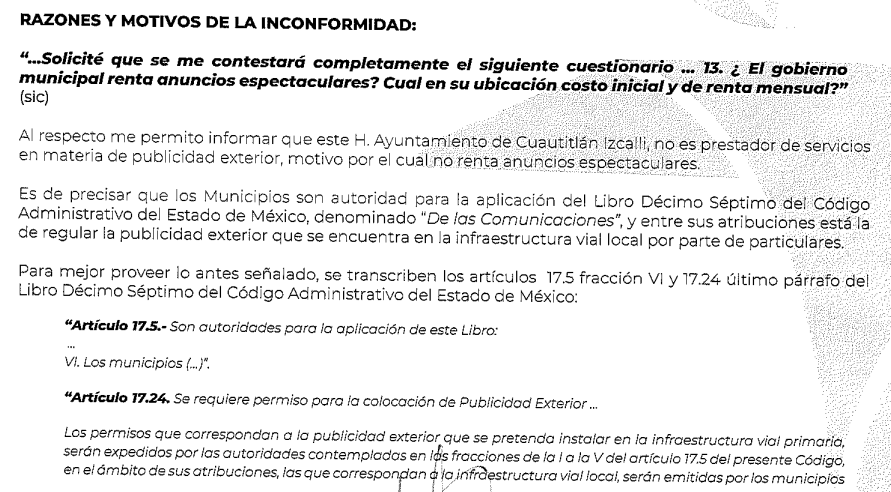 RAZONES Y MOTIVOS DE LA INCONFORMIDAD:
“...Solicité que se me contestará completamente el siguiente cuestionario ... 13. ¿ El gobierno
municipal renta anuncios espectaculares? Cual en su ubicación costo inicial y de renta mensual?”
(sic)
Al respecto me permito informar que este H. Ayuntamiento de Cuautitlán Izcalli, no es prestador de servicios
en materia de publicidad exterior, motivo por el cual no renta anuncios espectaculares.
Es de precisar que los Municipios son autoridad para la aplicación del Libro Décimo Séptimo del Código
Administrativo del Estado de México, denominado “De las Comunicaciones”, y entre sus atribuciones está la
de regular la publicidad exterior que se encuentra en la infraestructura vial local por parte de particulares.
Para mejor proveer lo antes señalado, se transcriben los artículos 17.5 fracción VI y 17.24 último párrafo del
Libro Décimo Séptimo del Código Administrativo del Estado de México:
“Artículo 17.5.- Son autoridades para la aplicación de este Libro:
...
VI. Los municipios (...)”.
“Artículo 17.24. Se requiere permiso para la colocación de Publicidad Exterior ...
Los permisos que correspondan a la publicidad exterior que se pretenda instalar en la infraestructura vial primaria,
serán expedidos por las autoridades contempladas en las fracciones de la I a la V del artículo 17.5 del presente Código,
en el ámbito de sus atribuciones, las que correspondan a la infraestructura vial local, serán emitidas por los municipios